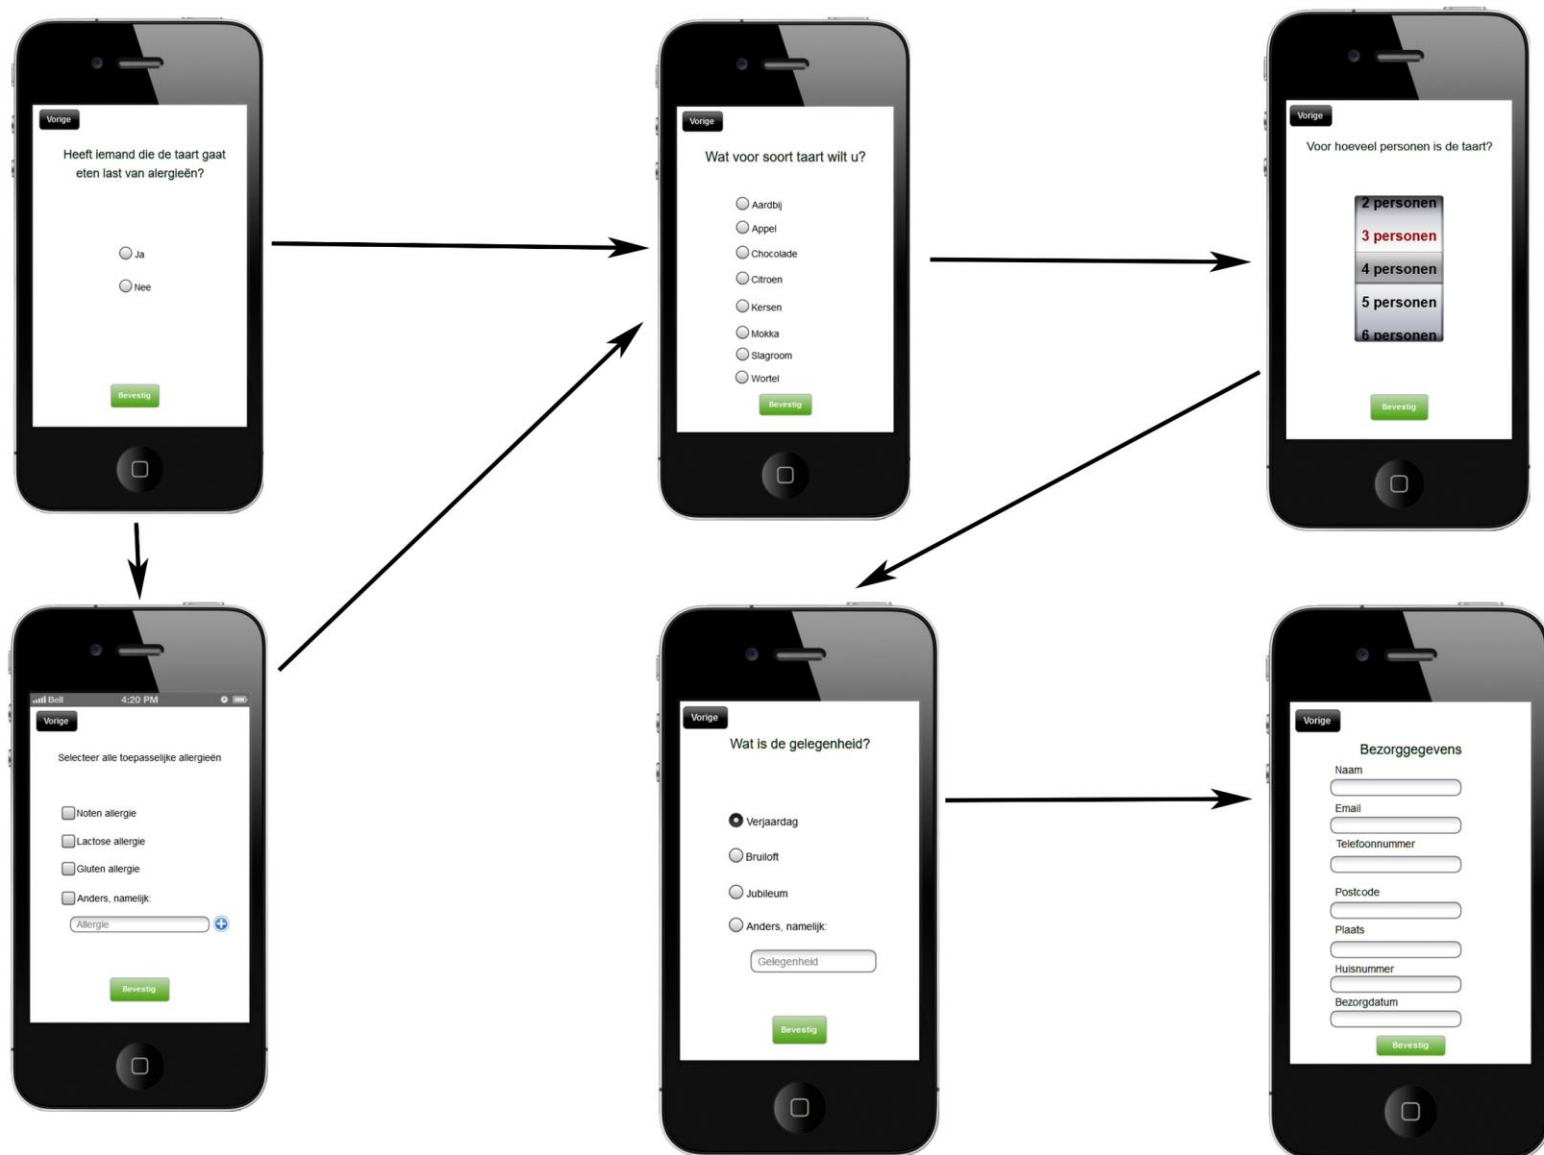 Vorige
Heeft iemand die de taart gaat
eten last van alergieën?
Ja
Nee
Bevestig
Vorige
Wat voor soort taart wilt u?
Aardbij
Appel
Chocolade
Citroen
Kersen
Mokka
Slagroom
Wortel
Bevestig
Vorige
Voor hoeveel personen is de taart?
2 personen
3 personen
4 personen
5 personen
6 personen
Bevestig
Bell 4:20 PM
Vorige
Selecteer alle toepasselijke allergieën
Noten allergie
Lactose allergie
Gluten allergie
Anders, namelijk:
Allergie
Bevestig
Vorige
Wat is de gelegenheid?
Verjaardag
Bruiloft
Jubileum
Anders, namelijk:
Gelegenheid
Bevestig
Vorige
Bezorggegevens
Naam
Email
Telefoonnummer
Postcode
Plaats
Huisnummer
Bezorgdatum
Bevestig